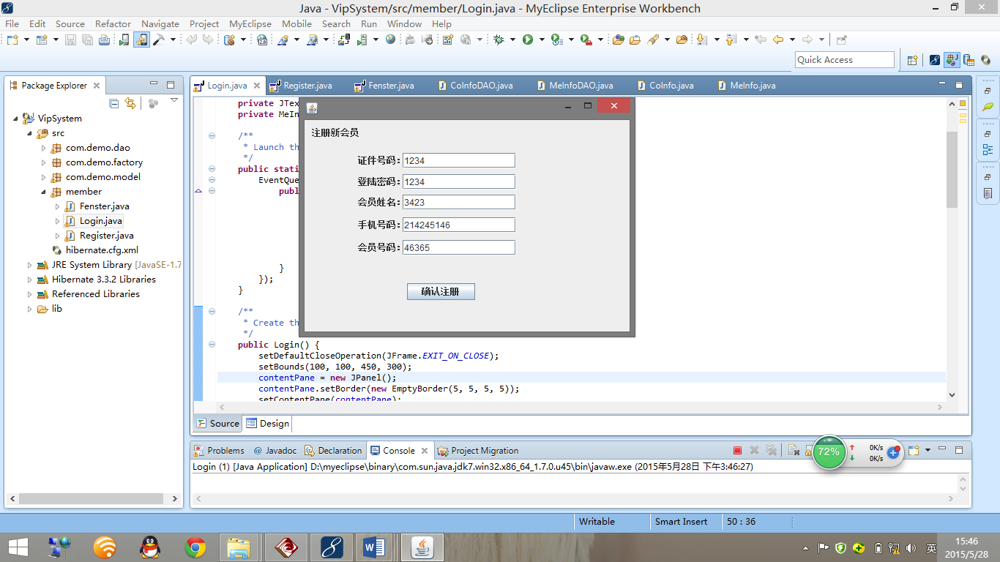 Java - VipSystem/src/member/Login.java - MyEclipse Enterprise Workbench
File Edit Source Refactor Navigate Project MyEclipse Mobile Search Run Window Help
Quick Access
Package Explorer
VipSystem
src
com.demo.dao
com.demo.factory
com.demo.model
member
Fenster.java
Login.java
Register.java
hibernate.cfg.xml
JRE System Library [JavaSE-1.7
Hibernate 3.3.2 Libraries
Referenced Libraries
lib
Login.java Register.java Fenster.java CoInfoDAO.java MeInfoDAO.java CoInfo.java MeInfo.java
private JTex
private MeIn
/**
* Launch th
*/
public stati
EventQue
publ
}
});
}
/**
* Create th
*/
public Login() {
setDefaultCloseOperation(JFrame.EXIT_ON_CLOSE);
setBounds(100, 100, 450, 300);
contentPane = new JPanel();
contentPane.setBorder(new EmptyBorder(5, 5, 5, 5));
setContentPane(contentPane);
注册新会员
证件号码：1234
登陆密码：1234
会员姓名：3423
手机号码：214245146
会员号码：46365
确认注册
Source Design
Problems @ Javadoc Declaration Console Project Migration
72%
0K/s
0K/s
Login (1) [Java Application] D:\myeclipse\binary\com.sun.java.jdk7.win32.x86_64_1.7.0.u45\bin\javaw.exe (2015年5月28日 下午3:46:27)
Writable Smart Insert 50 : 36
英
15:46
2015/5/28